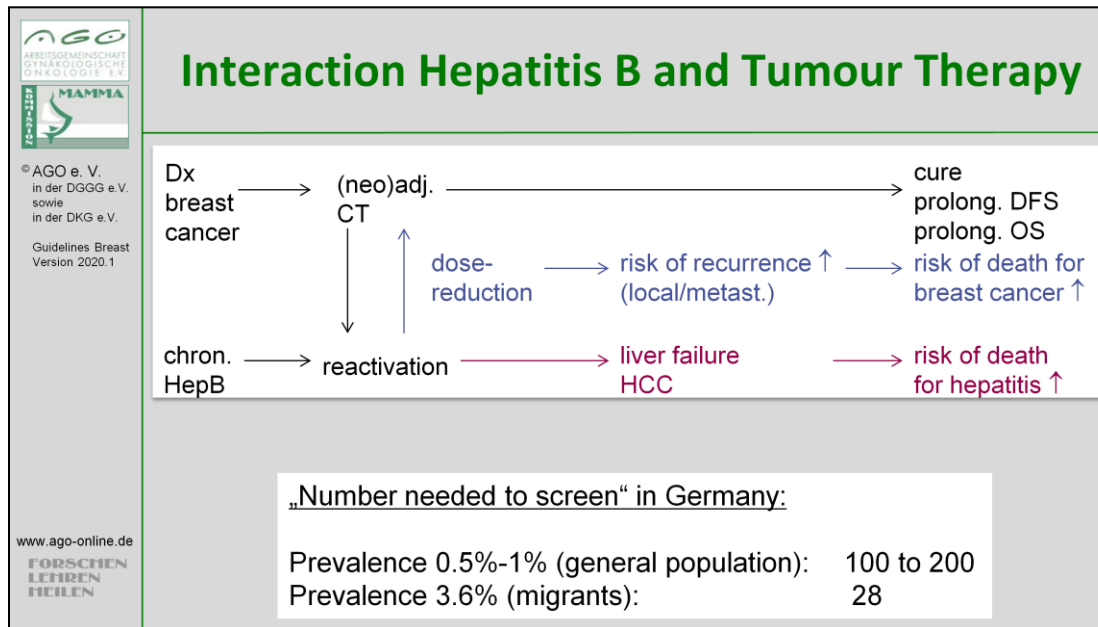 AGO
ARBEITSGEMEINSCHAFT
GYNÄKOLOGISCHE
ONKOLOGIE E.V.
KOMMISSION
MAMMA
© AGO e. V.
in der DGGG e.V.
sowie
in der DKG e.V.
Guidelines Breast
Version 2020.1
www.ago-online.de
FORSCHEN
LEHREN
HEILEN
Interaction Hepatitis B and Tumour Therapy
Dx
breast
cancer
(neo)adj.
CT
cure
prolong. DFS
prolong. OS
dose-
reduction
risk of recurrence ↑
(local/metast.)
risk of death for
breast cancer ↑
chron.
HepB
reactivation
liver failure
HCC
risk of death
for hepatitis ↑
„Number needed to screen“ in Germany:
Prevalence 0.5%-1% (general population): 100 to 200
Prevalence 3.6% (migrants): 28